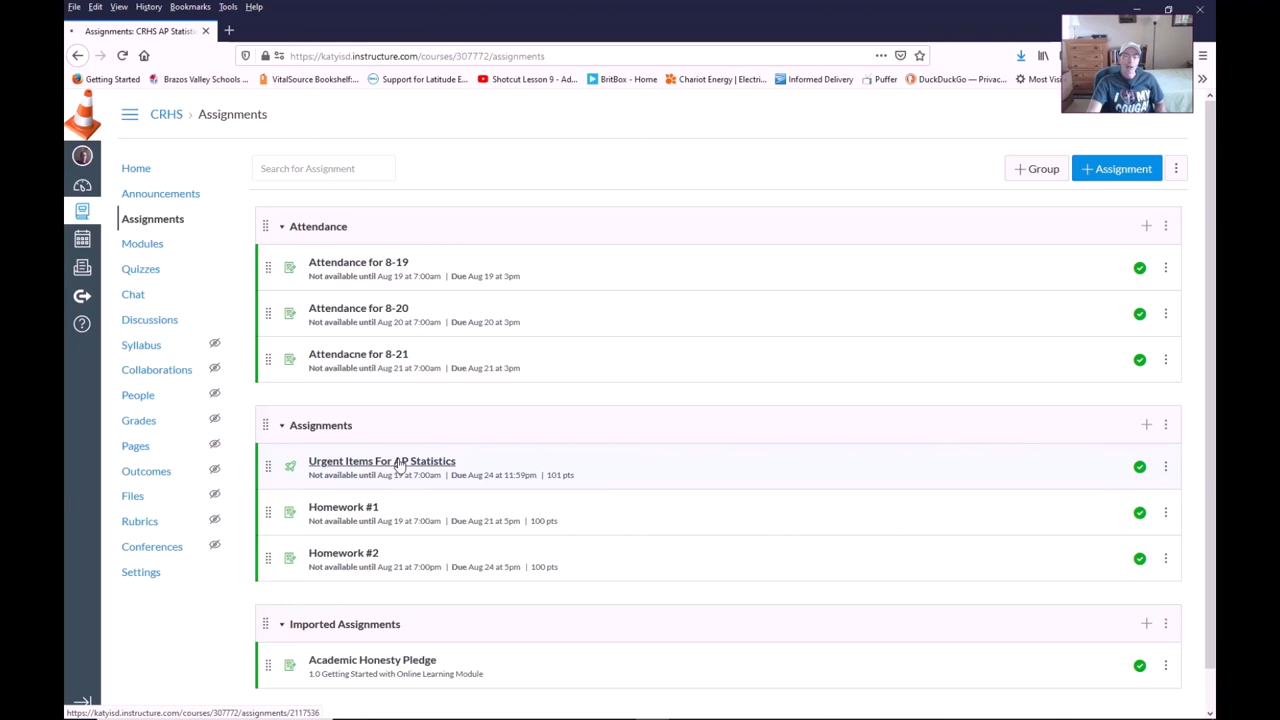 File Edit View History Bookmarks Tools Help
Assignments: CRHS AP Statisti
https://katyisd.instructure.com/courses/307772/assignments
Getting Started Brazos Valley Schools ... VitalSource Bookshelf:... Support for Latitude E... Shotcut Lesson 9 - Ad... BritBox - Home Chariot Energy | Electri... Informed Delivery Puffer DuckDuckGo — Privac... Most Visi
CRHS › Assignments
Home
Announcements
Assignments
Modules
Quizzes
Chat
Discussions
Syllabus
Collaborations
People
Grades
Pages
Outcomes
Files
Rubrics
Conferences
Settings
Search for Assignment
+ Group
+ Assignment
Attendance
Attendance for 8-19
Not available until Aug 19 at 7:00am | Due Aug 19 at 3pm
Attendance for 8-20
Not available until Aug 20 at 7:00am | Due Aug 20 at 3pm
Attendacne for 8-21
Not available until Aug 21 at 7:00am | Due Aug 21 at 3pm
Assignments
Urgent Items For AP Statistics
Not available until Aug 19 at 7:00am | Due Aug 24 at 11:59pm | 101 pts
Homework #1
Not available until Aug 19 at 7:00am | Due Aug 21 at 5pm | 100 pts
Homework #2
Not available until Aug 21 at 7:00pm | Due Aug 24 at 5pm | 100 pts
Imported Assignments
Academic Honesty Pledge
1.0 Getting Started with Online Learning Module
https://katyisd.instructure.com/courses/307772/assignments/2117536
MY
COUGA